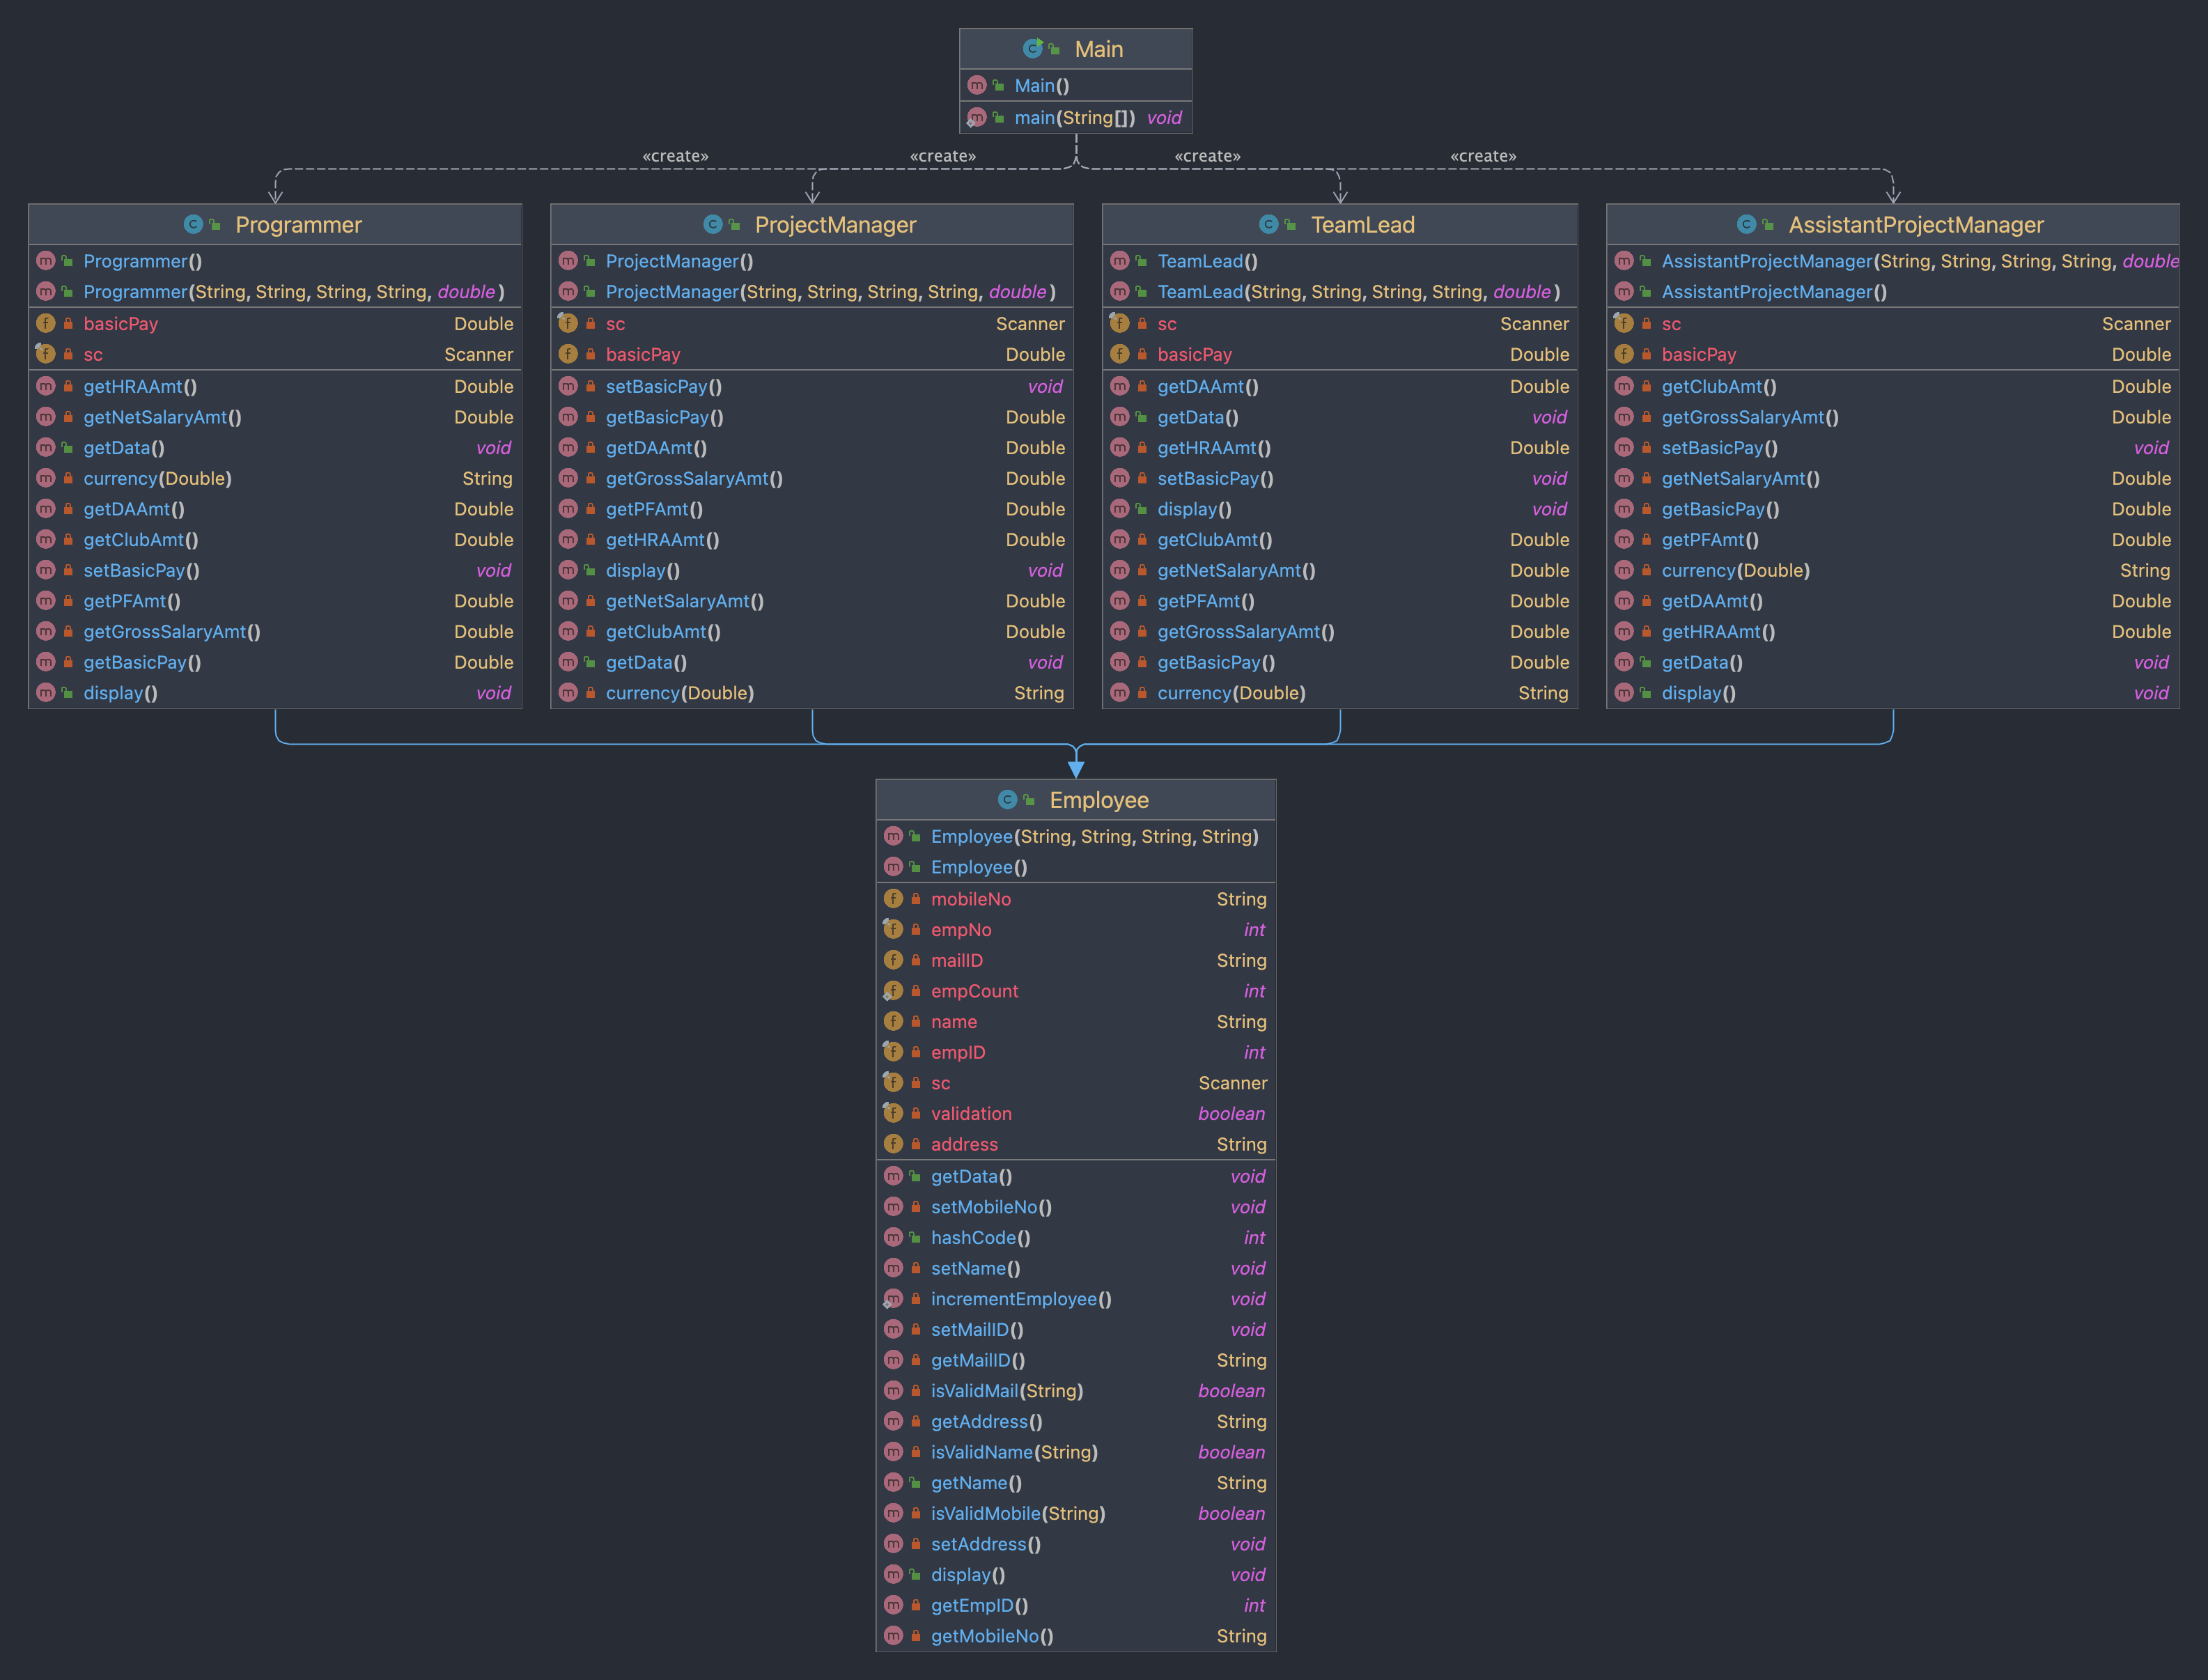 Main
Main()
main(String[]) void
«create» «create» «create» «create»
Programmer
Programmer()
Programmer(String, String, String, String, double)
basicPay Double
sc Scanner
getHRAAmt() Double
getNetSalaryAmt() Double
getData() void
currency(Double) String
getDAAmt() Double
getClubAmt() Double
setBasicPay() void
getPFAmt() Double
getGrossSalaryAmt() Double
getBasicPay() Double
display() void
ProjectManager
ProjectManager()
ProjectManager(String, String, String, String, double)
sc Scanner
basicPay Double
setBasicPay() void
getBasicPay() Double
getDAAmt() Double
getGrossSalaryAmt() Double
getPFAmt() Double
getHRAAmt() Double
display() void
getNetSalaryAmt() Double
getClubAmt() Double
getData() void
currency(Double) String
TeamLead
TeamLead()
TeamLead(String, String, String, String, double)
sc Scanner
basicPay Double
getDAAmt() Double
getData() void
getHRAAmt() Double
setBasicPay() void
display() void
getClubAmt() Double
getNetSalaryAmt() Double
getPFAmt() Double
getGrossSalaryAmt() Double
getBasicPay() Double
currency(Double) String
AssistantProjectManager
AssistantProjectManager(String, String, String, String, double
AssistantProjectManager()
sc Scanner
basicPay Double
getClubAmt() Double
getGrossSalaryAmt() Double
setBasicPay() void
getNetSalaryAmt() Double
getBasicPay() Double
getPFAmt() Double
currency(Double) String
getDAAmt() Double
getHRAAmt() Double
getData() void
display() void
Employee
Employee(String, String, String, String)
Employee()
mobileNo String
empNo int
mailID String
empCount int
name String
empID int
sc Scanner
validation boolean
address String
getData() void
setMobileNo() void
hashCode() int
setName() void
incrementEmployee() void
setMailID() void
getMailID() String
isValidMail(String) boolean
getAddress() String
isValidName(String) boolean
getName() String
isValidMobile(String) boolean
setAddress() void
display() void
getEmpID() int
getMobileNo() String